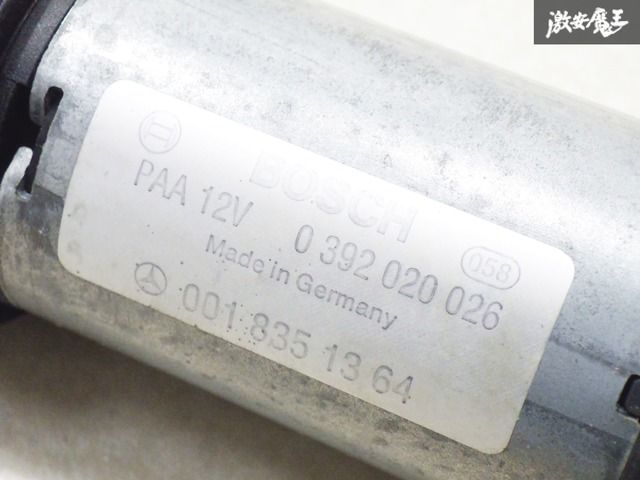 激安魔王
BOSCH
PAA 12V 0 392 020 026
058
Made in Germany
001 835 13 64